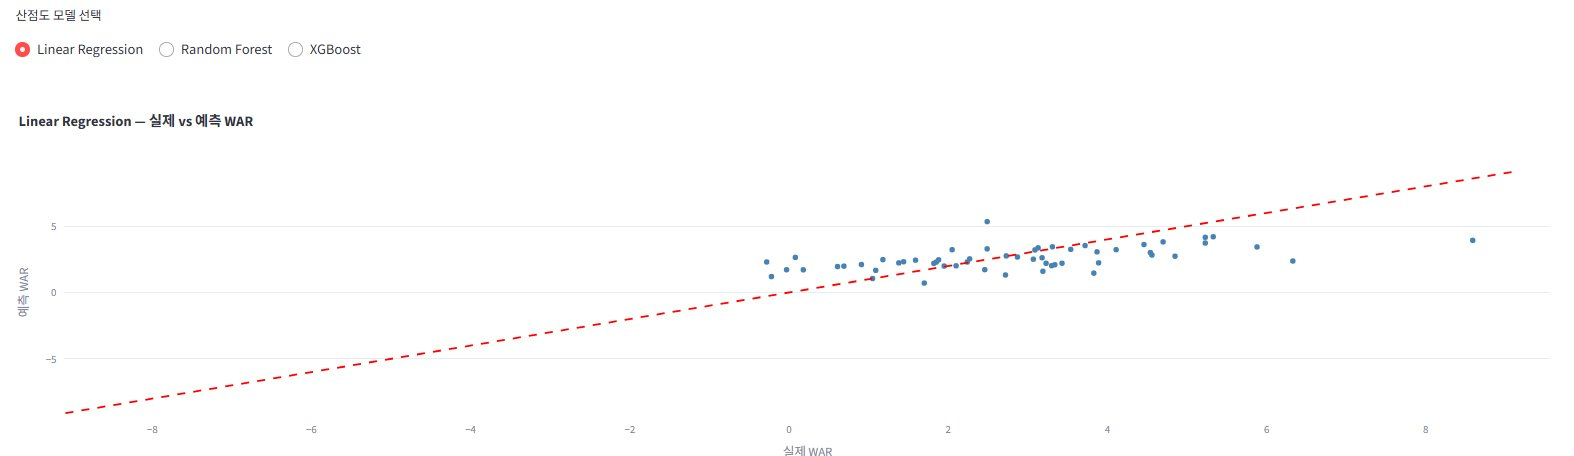 산점도 모델 선택
Linear Regression Random Forest XGBoost
Linear Regression — 실제 vs 예측 WAR
5
0
−5
예측 WAR
−8 −6 −4 −2 0 2 4 6 8
실제 WAR